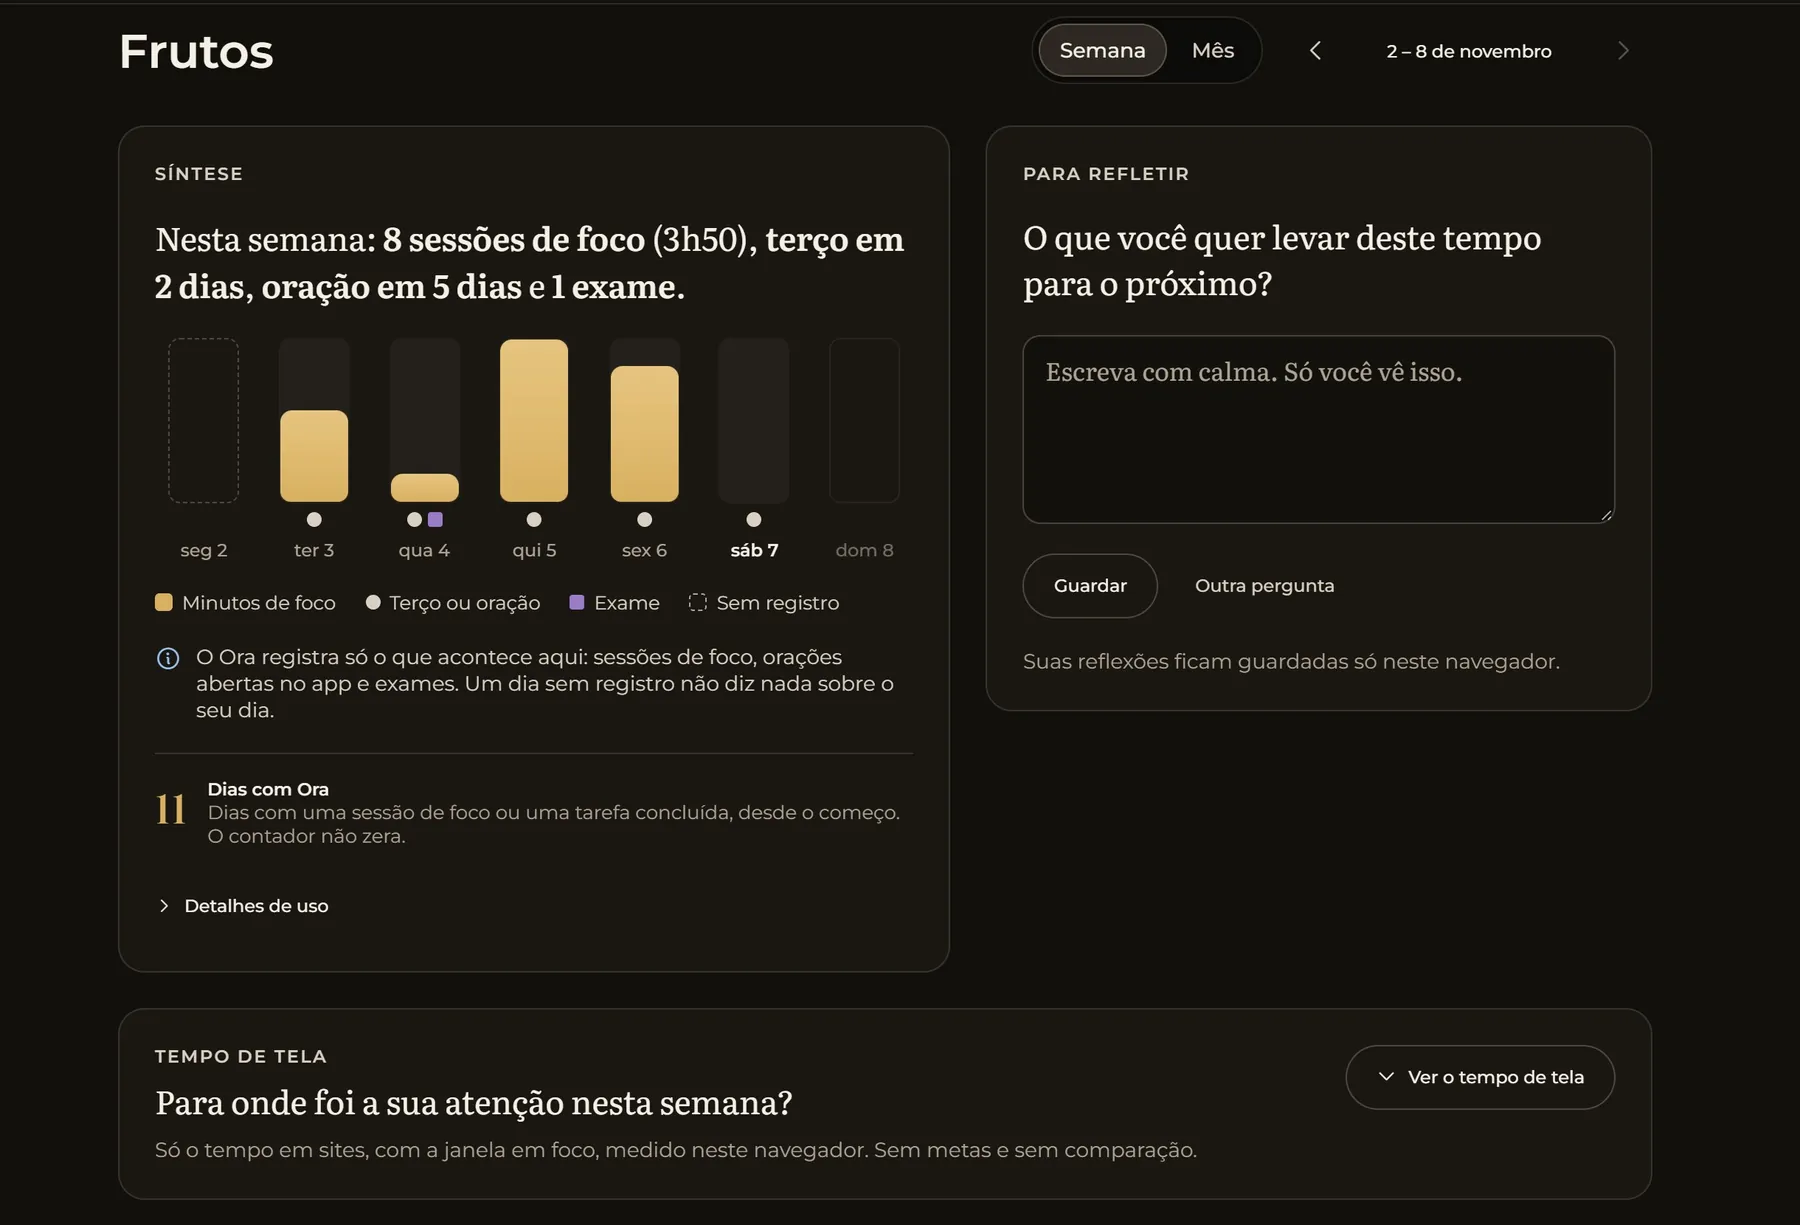 Frutos
Semana
Mês
2 – 8 de novembro
SÍNTESE
Nesta semana: 8 sessões de foco (3h50), terço em
2 dias, oração em 5 dias e 1 exame.
seg 2
ter 3
qua 4
qui 5
sex 6
sáb 7
dom 8
Minutos de foco
Terço ou oração
Exame
Sem registro
O Ora registra só o que acontece aqui: sessões de foco, orações
abertas no app e exames. Um dia sem registro não diz nada sobre o
seu dia.
11
Dias com Ora
Dias com uma sessão de foco ou uma tarefa concluída, desde o começo.
O contador não zera.
Detalhes de uso
PARA REFLETIR
O que você quer levar deste tempo
para o próximo?
Escreva com calma. Só você vê isso.
Guardar
Outra pergunta
Suas reflexões ficam guardadas só neste navegador.
TEMPO DE TELA
Para onde foi a sua atenção nesta semana?
Só o tempo em sites, com a janela em foco, medido neste navegador. Sem metas e sem comparação.
Ver o tempo de tela